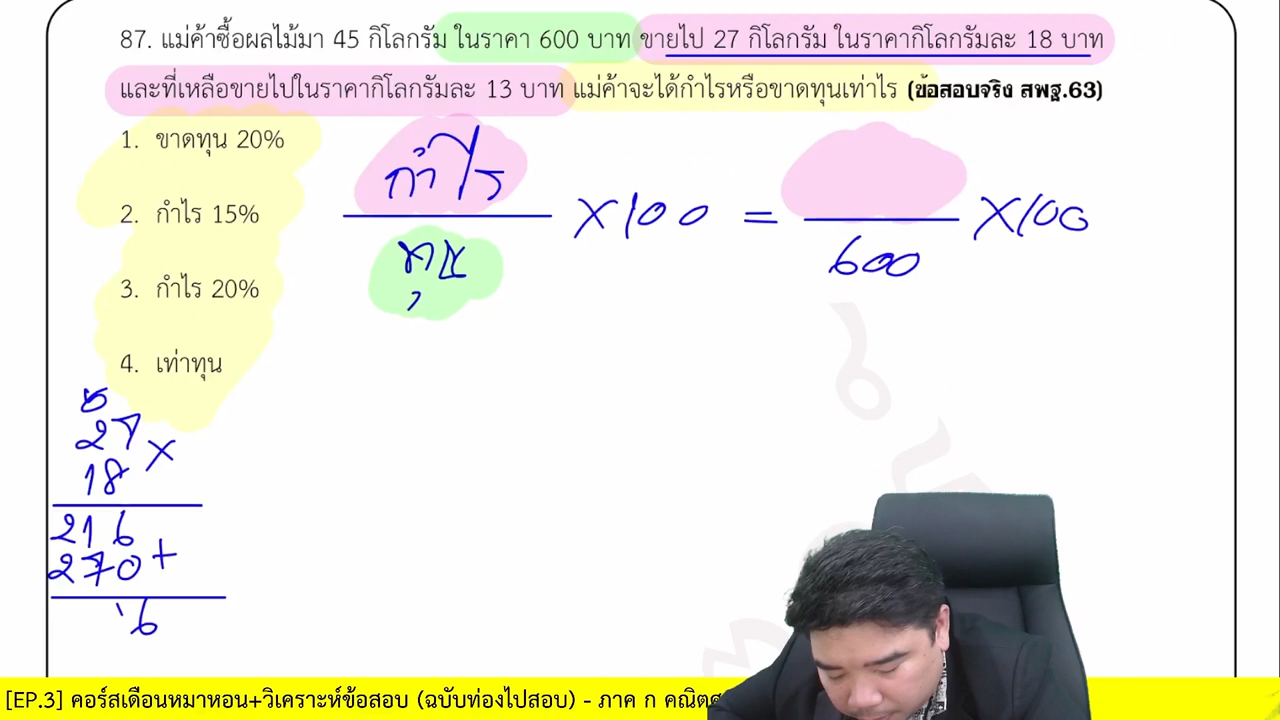 87. แม่ค้าซื้อผลไม้มา 45 กิโลกรัม ในราคา 600 บาท ขายไป 27 กิโลกรัม ในราคากิโลกรัมละ 18 บาท
และที่เหลือขายไปในราคากิโลกรัมละ 13 บาท แม่ค้าจะได้กำไรหรือขาดทุนเท่าไร (ข้อสอบจริง สพฐ.63)
1. ขาดทุน 20%
2. กำไร 15%
3. กำไร 20%
4. เท่าทุน
กำไร
ทุน
X100 =
600
X100
5
27 X
18
216
270 +
6
[EP.3] คอร์สเดือนหมาหอน+วิเคราะห์ข้อสอบ (ฉบับท่องไปสอบ) - ภาค ก